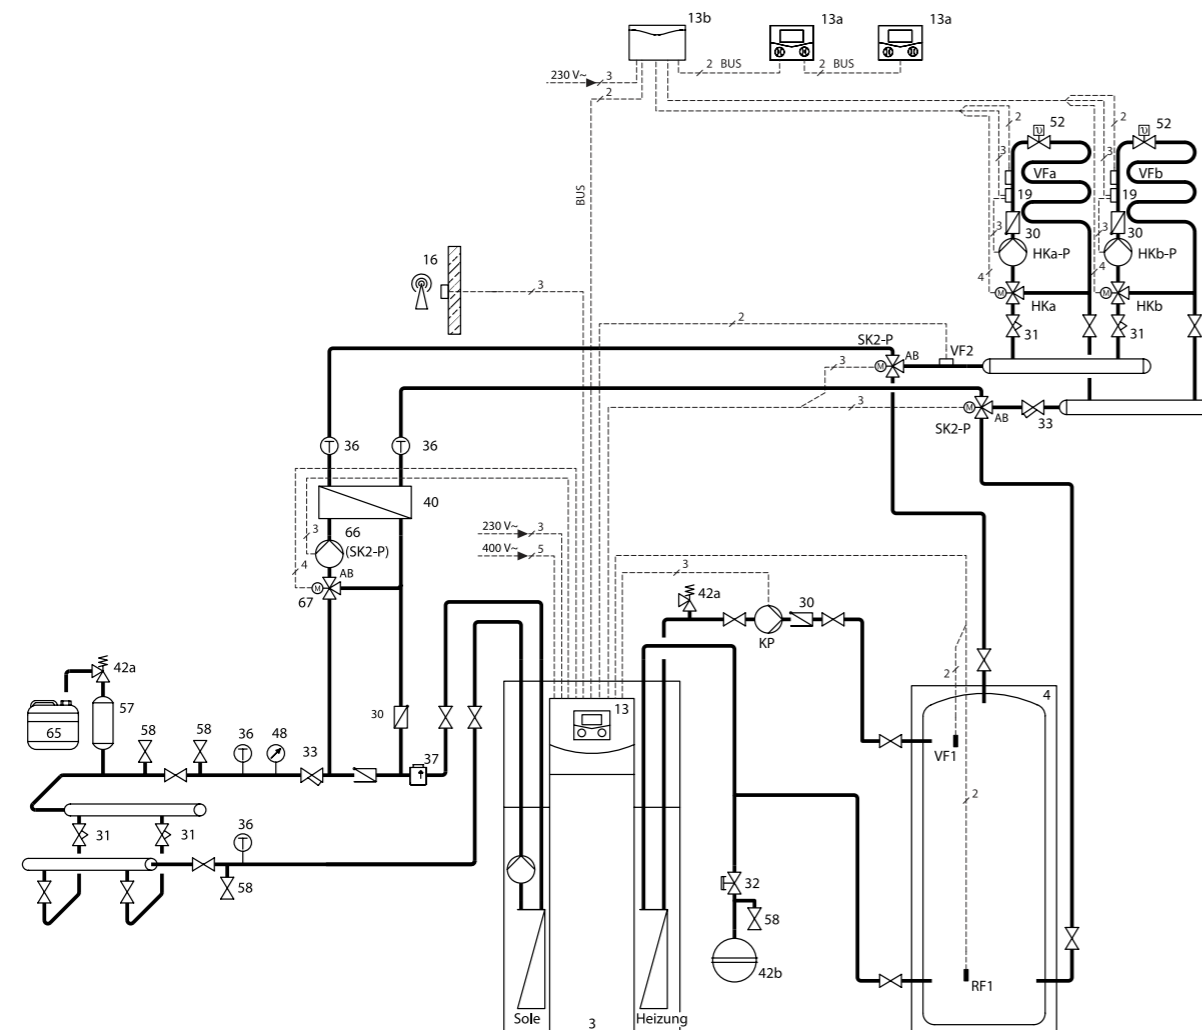 13b
13a
13a
230 V~
3
2
BUS
2
BUS
2
BUS
2
52
2
52
3
VFa
3
VFb
19
19
3
30
3
30
HKa-P
HKb-P
4
4
M
HKa
M
HKb
31
31
16
3
2
SK2-P
VF2
3
M
AB
3
M
AB
SK2-P
33
T
36
T
36
40
3
66
(SK2-P)
4
AB
M
67
230 V~
3
400 V~
5
3
42a
30
KP
42a
65
57
58
58
T
36
48
33
30
37
13
4
2
VF1
2
31
31
T
36
58
32
58
42b
RF1
Sole
3
Heizung